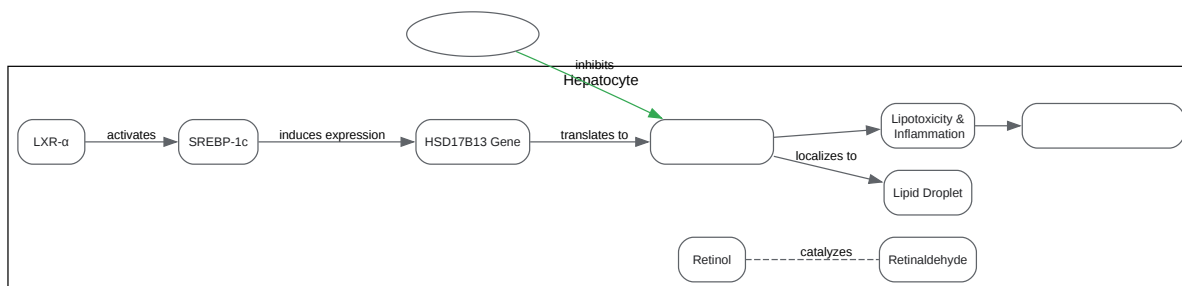 inhibits
Hepatocyte
LXR-α
activates
SREBP-1c
induces expression
HSD17B13 Gene
translates to
Lipotoxicity &
Inflammation
localizes to
Lipid Droplet
Retinol
catalyzes
Retinaldehyde